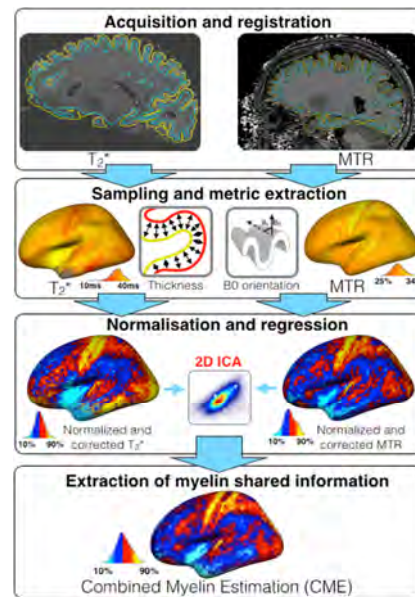 Acquisition and registration
T2* MTR
Sampling and metric extraction
10ms 40ms 25% 34
T2* Thickness B0 orientation MTR
Normalisation and regression
2D ICA
10% 90% Normalized and corrected T2*
10% 90% Normalized and corrected MTR
Extraction of myelin shared information
10% 90%
Combined Myelin Estimation (CME)